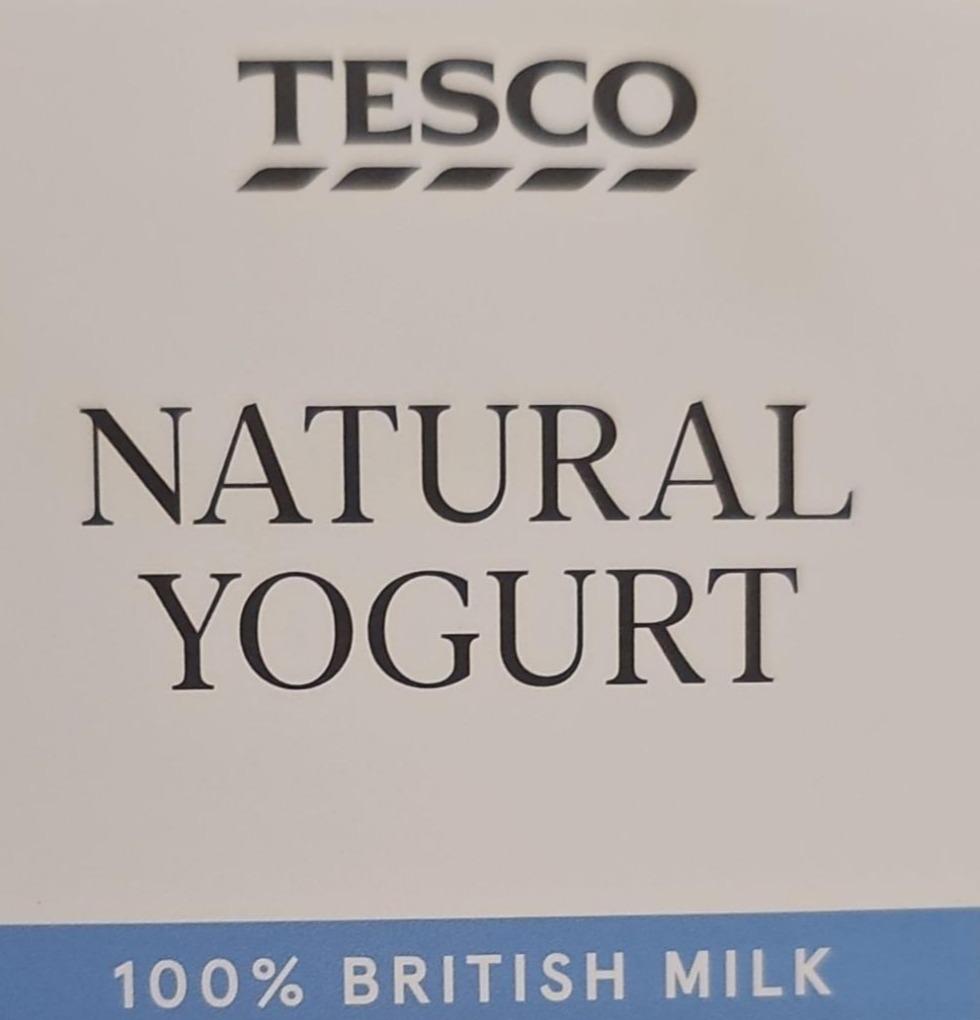 TESCO
NATURAL
YOGURT
100% BRITISH MILK